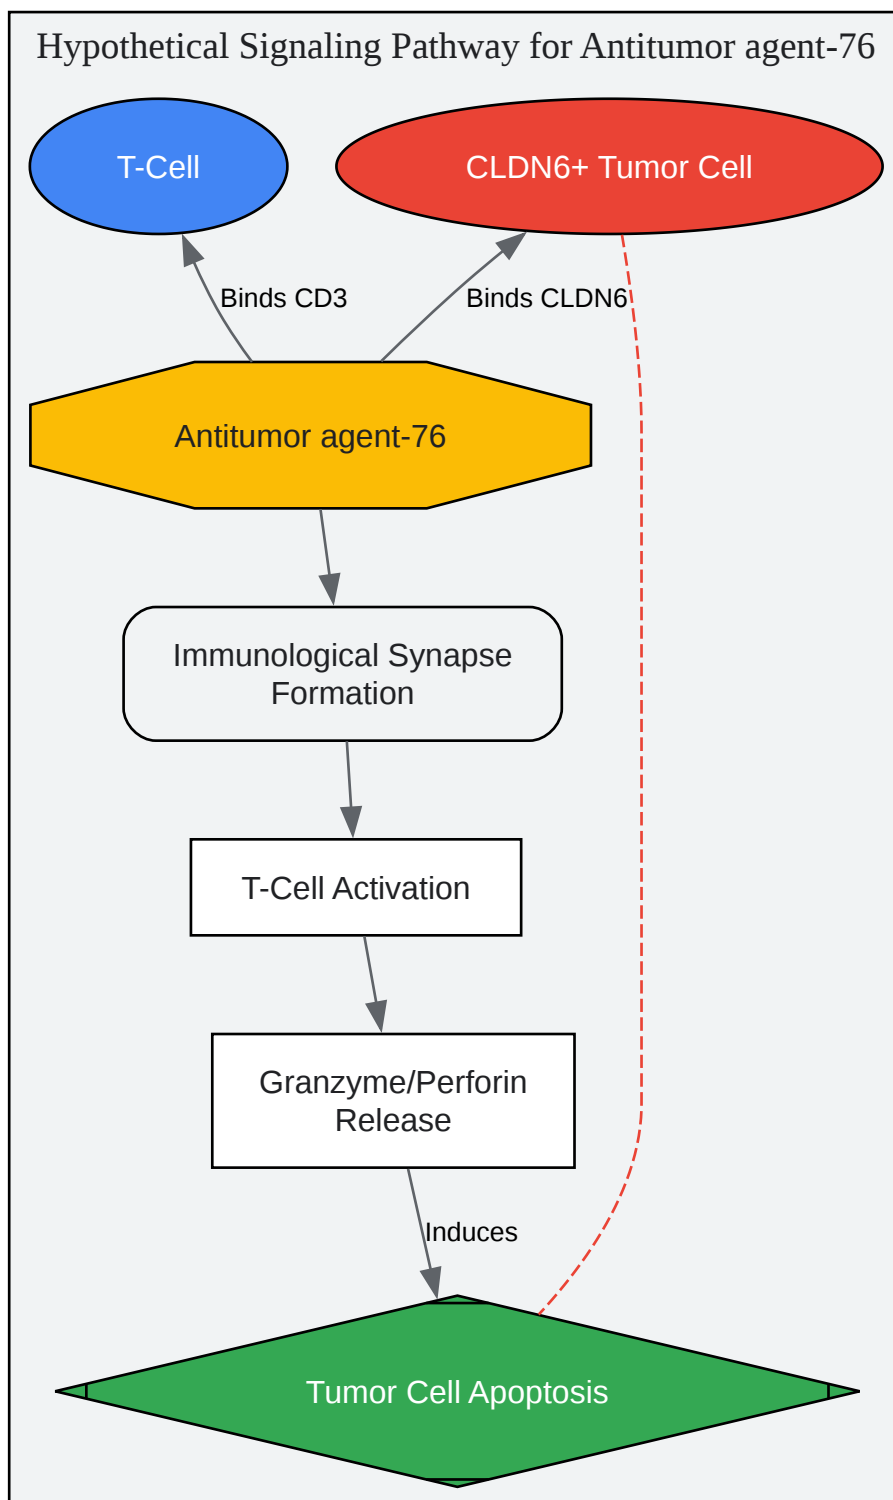 Hypothetical Signaling Pathway for Antitumor agent-76
T-Cell
CLDN6+ Tumor Cell
Binds CD3
Binds CLDN6
Antitumor agent-76
Immunological Synapse
Formation
T-Cell Activation
Granzyme/Perforin
Release
Induces
Tumor Cell Apoptosis